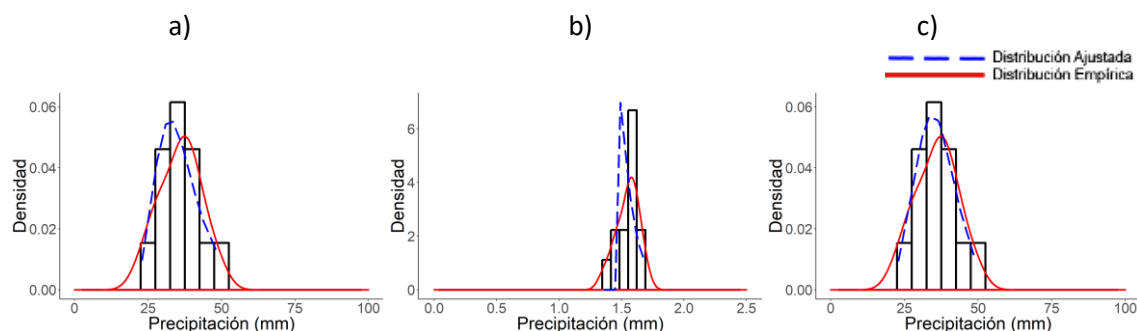 a) b) c)
Distribución Ajustada
Distribución Empírica
Densidad
0.06
0.04
0.02
0.00
0 25 50 75 100
Precipitación (mm)
Densidad
6
4
2
0
0.0 0.5 1.0 1.5 2.0 2.5
Precipitación (mm)
Densidad
0.06
0.04
0.02
0.00
0 25 50 75 100
Precipitación (mm)